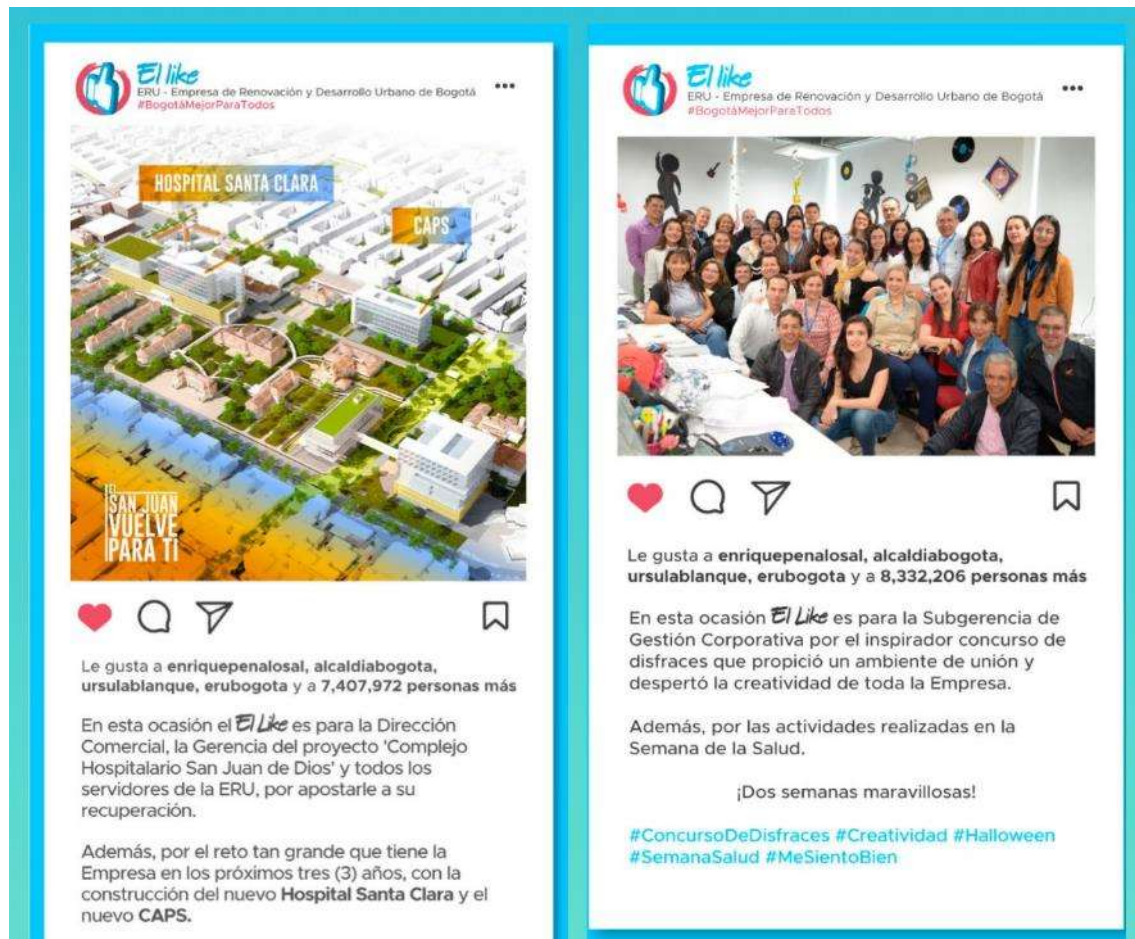 El like
ERU - Empresa de Renovación y Desarrollo Urbano de Bogotá
#BogotáMejorParaTodos
HOSPITAL SANTA CLARA
CAPS
EL
SAN JUAN
VUELVE
PARA TI
Le gusta a enriquepenalosal, alcaldiabogota,
ursulablanque, erubogota y a 7,407,972 personas más
En esta ocasión el El Like es para la Dirección
Comercial, la Gerencia del proyecto 'Complejo
Hospitalario San Juan de Dios' y todos los
servidores de la ERU, por apostarle a su
recuperación.
Además, por el reto tan grande que tiene la
Empresa en los próximos tres (3) años, con la
construcción del nuevo Hospital Santa Clara y el
nuevo CAPS.
El like
ERU - Empresa de Renovación y Desarrollo Urbano de Bogotá
#BogotáMejorParaTodos
Le gusta a enriquepenalosal, alcaldiabogota,
ursulablanque, erubogota y a 8,332,206 personas más
En esta ocasión El Like es para la Subgerencia de
Gestión Corporativa por el inspirador concurso de
disfraces que propició un ambiente de unión y
despertó la creatividad de toda la Empresa.
Además, por las actividades realizadas en la
Semana de la Salud.
¡Dos semanas maravillosas!
#ConcursoDeDisfraces #Creatividad #Halloween
#SemanaSalud #MeSientoBien